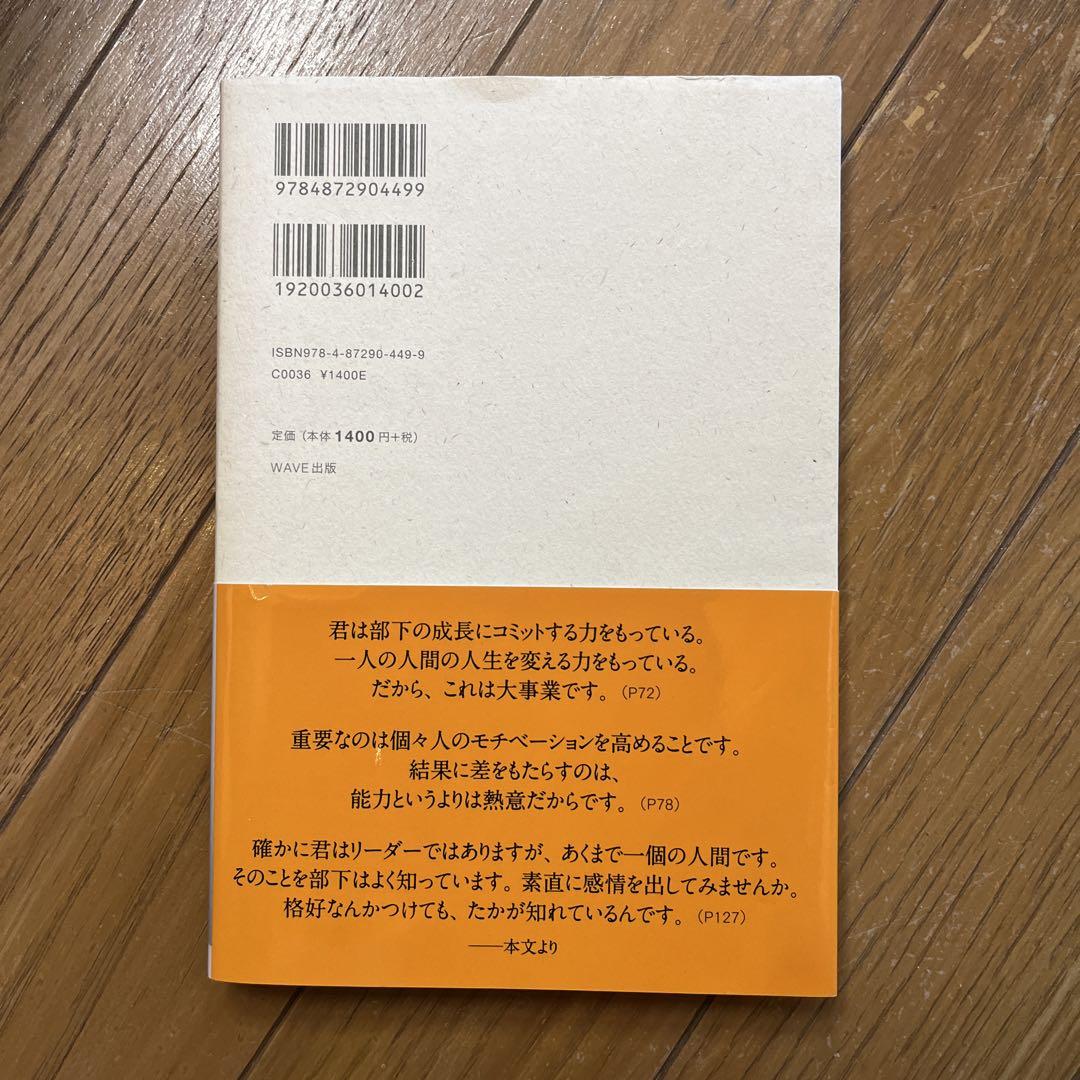 9784872904499
1920036014002
ISBN978-4-87290-449-9
C0036 ¥1400E
定価(本体1400円+税)
WAVE出版
君は部下の成長にコミットする力をもっている。
一人の人間の人生を変える力をもっている。
だから、これは大事業です。(P72)
重要なのは個々人のモチベーションを高めることです。
結果に差をもたらすのは、
能力というよりは熱意だからです。(P78)
確かに君はリーダーではありますが、あくまで一個の人間です。
そのことを部下はよく知っています。素直に感情を出してみませんか。
格好なんかつけても、たかが知れているんです。(P127)
——本文より